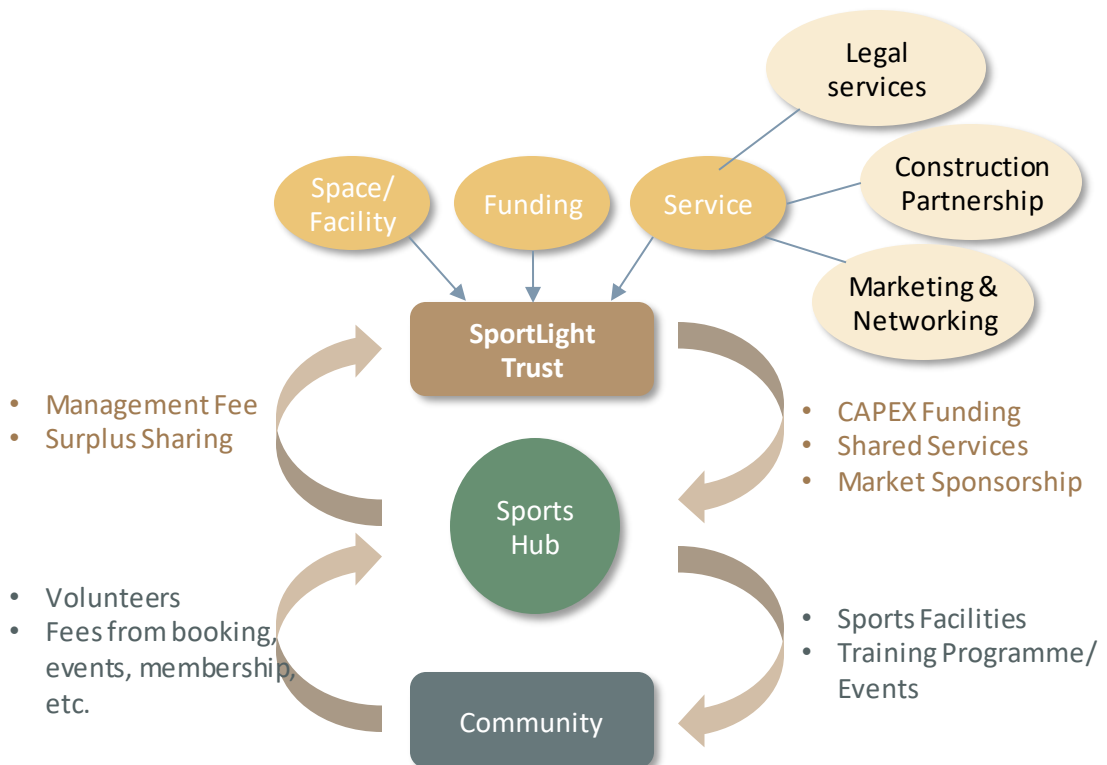 Legal
services
Construction
Partnership
Marketing &
Networking
Space/
Facility
Funding
Service
SportLight
Trust
• Management Fee
• Surplus Sharing
• CAPEX Funding
• Shared Services
• Market Sponsorship
Sports
Hub
• Volunteers
• Fees from booking,
events, membership,
etc.
• Sports Facilities
• Training Programme/
Events
Community